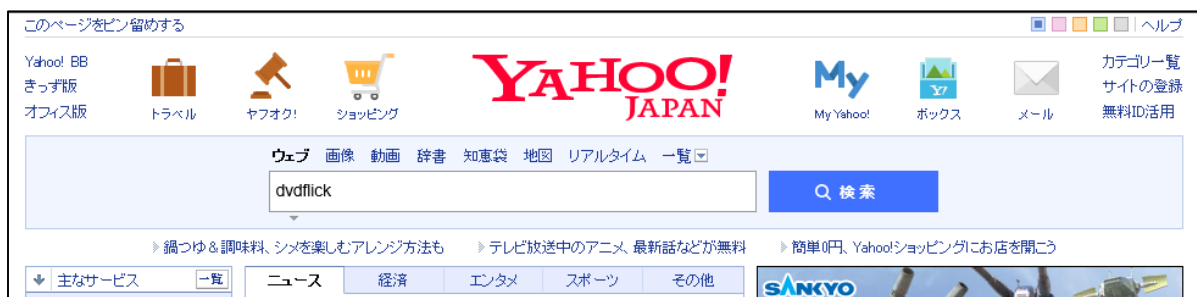 このページをピン留めする
ヘルプ
Yahoo! BB
きっず版
オフィス版
トラベル
ヤフオク!
ショッピング
YAHOO!
JAPAN
My
My Yahoo!
Y!
ボックス
メール
カテゴリ一覧
サイトの登録
無料ID活用
ウェブ 画像 動画 辞書 知恵袋 地図 リアルタイム 一覧
dvdflick
検索
鍋つゆ&調味料、シメを楽しむアレンジ方法も
テレビ放送中のアニメ、最新話などが無料
簡単0円、Yahoo!ショッピングにお店を開こう
主なサービス 一覧
ニュース 経済 エンタメ スポーツ その他
SANKYO